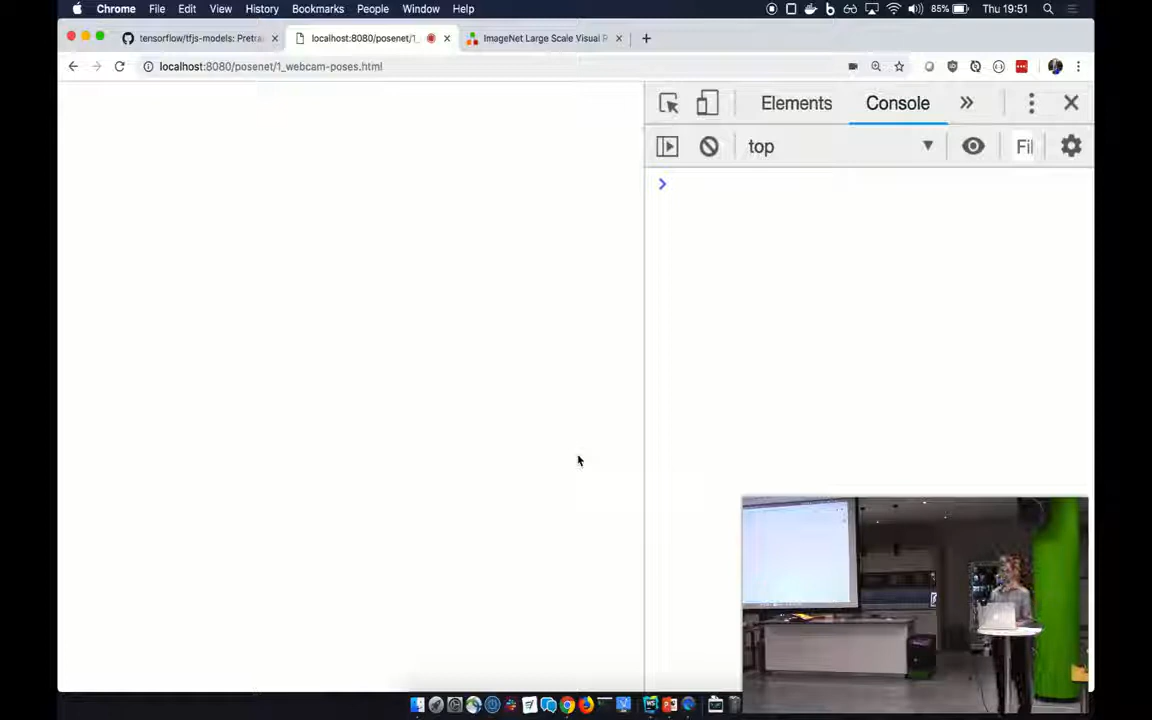 Chrome File Edit View History Bookmarks People Window Help 85% Thu 19:51
tensorflow/tfjs-models: Pretra localhost:8080/posenet/1_ ImageNet Large Scale Visual R
localhost:8080/posenet/1_webcam-poses.html
Elements Console
top Fil